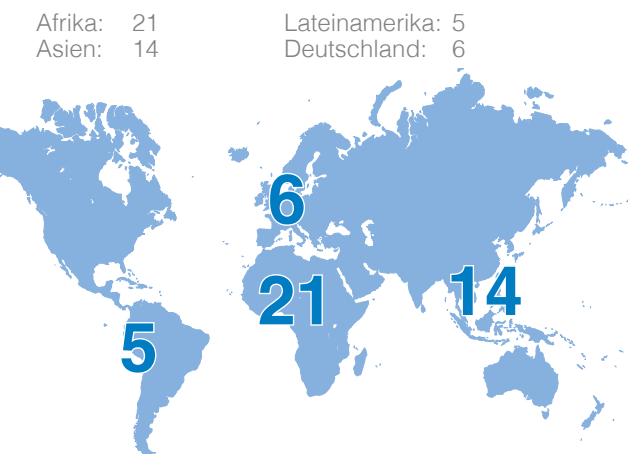 Afrika: 21
Asien: 14
Lateinamerika: 5
Deutschland: 6
6
21
14
5